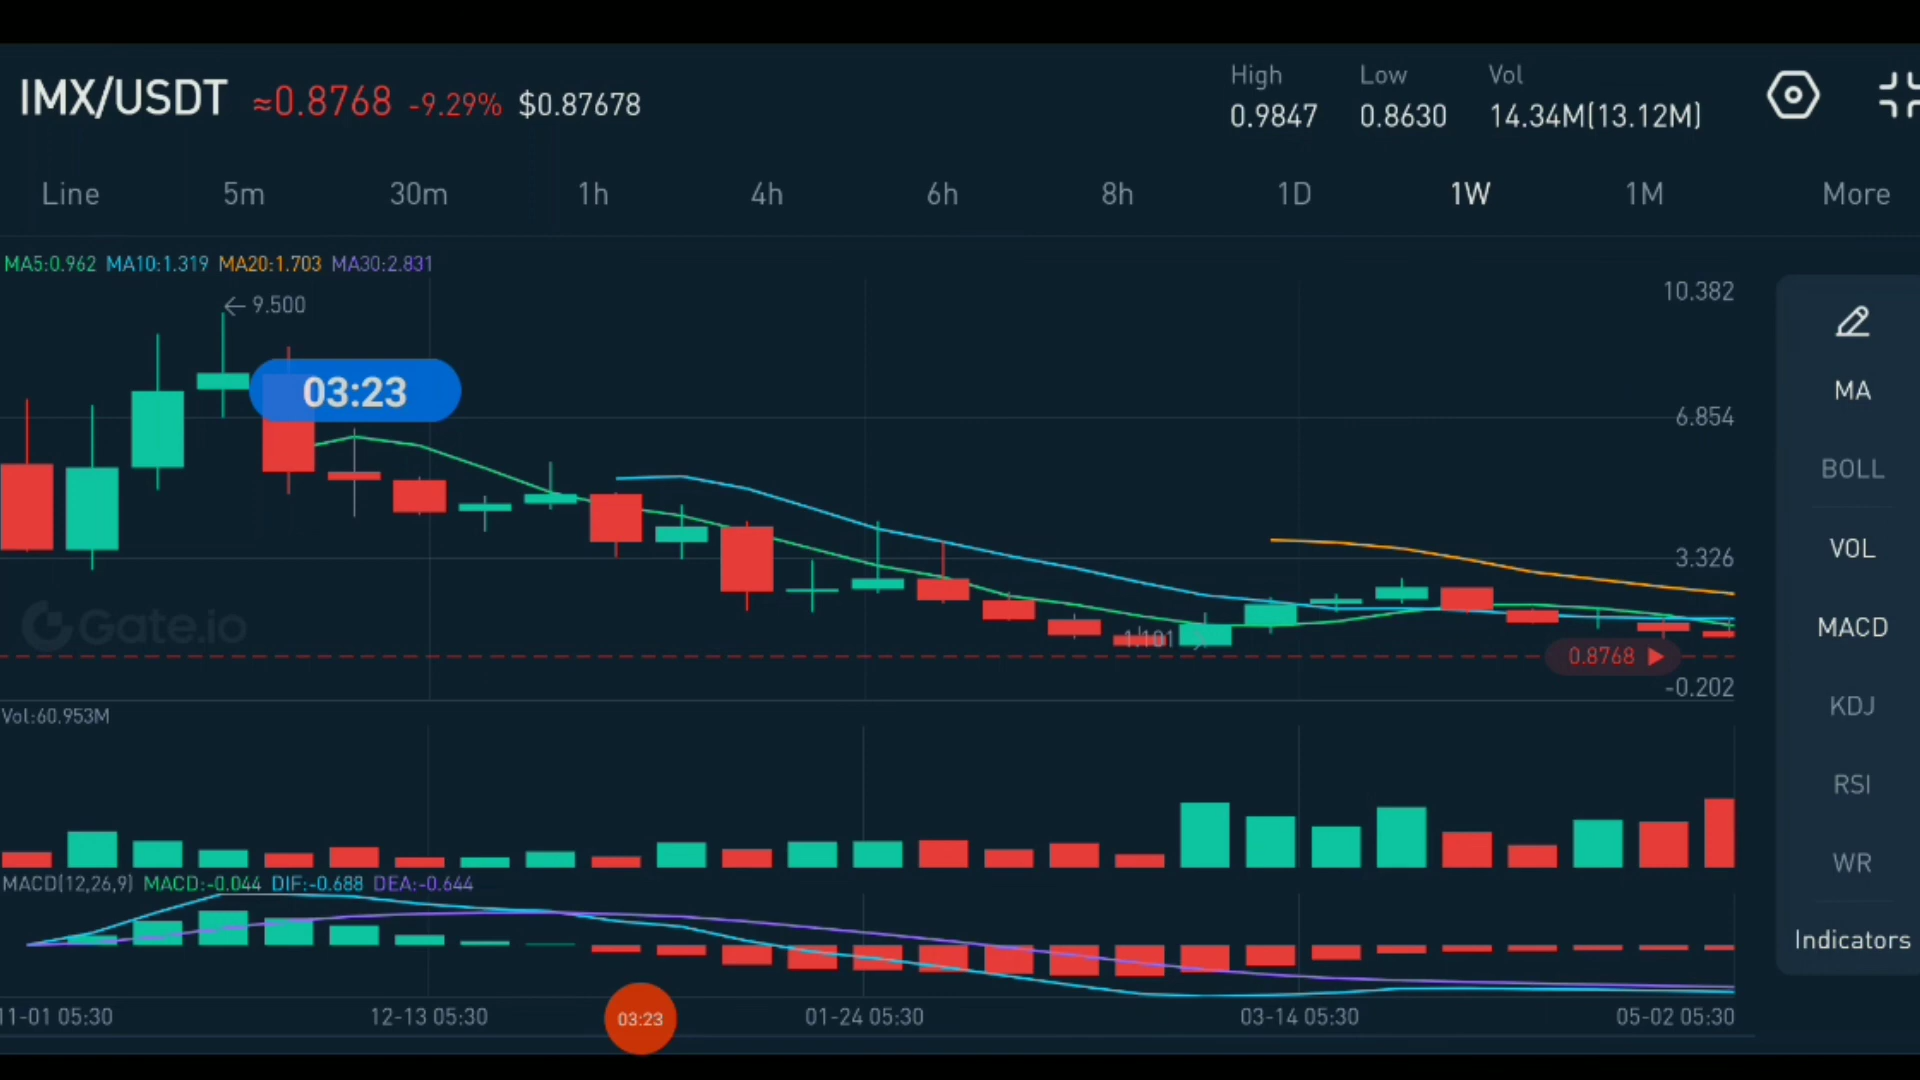 High Low Vol
IMX/USDT ≈0.8768 -9.29% $0.87678 0.9847 0.8630 14.34M(13.12M)
Line 5m 30m 1h 4h 6h 8h 1D 1W 1M More
MA5:0.962 MA10:1.319 MA20:1.703 MA30:2.831
10.382
← 9.500
MA
03:23
6.854
BOLL
VOL
3.326
Gate.io
MACD
1.101
0.8768 ▶
-0.202
KDJ
Vol:60.953M
RSI
WR
MACD(12,26,9) MACD:-0.044 DIF:-0.688 DEA:-0.644
Indicators
11-01 05:30 12-13 05:30 03:23 01-24 05:30 03-14 05:30 05-02 05:30